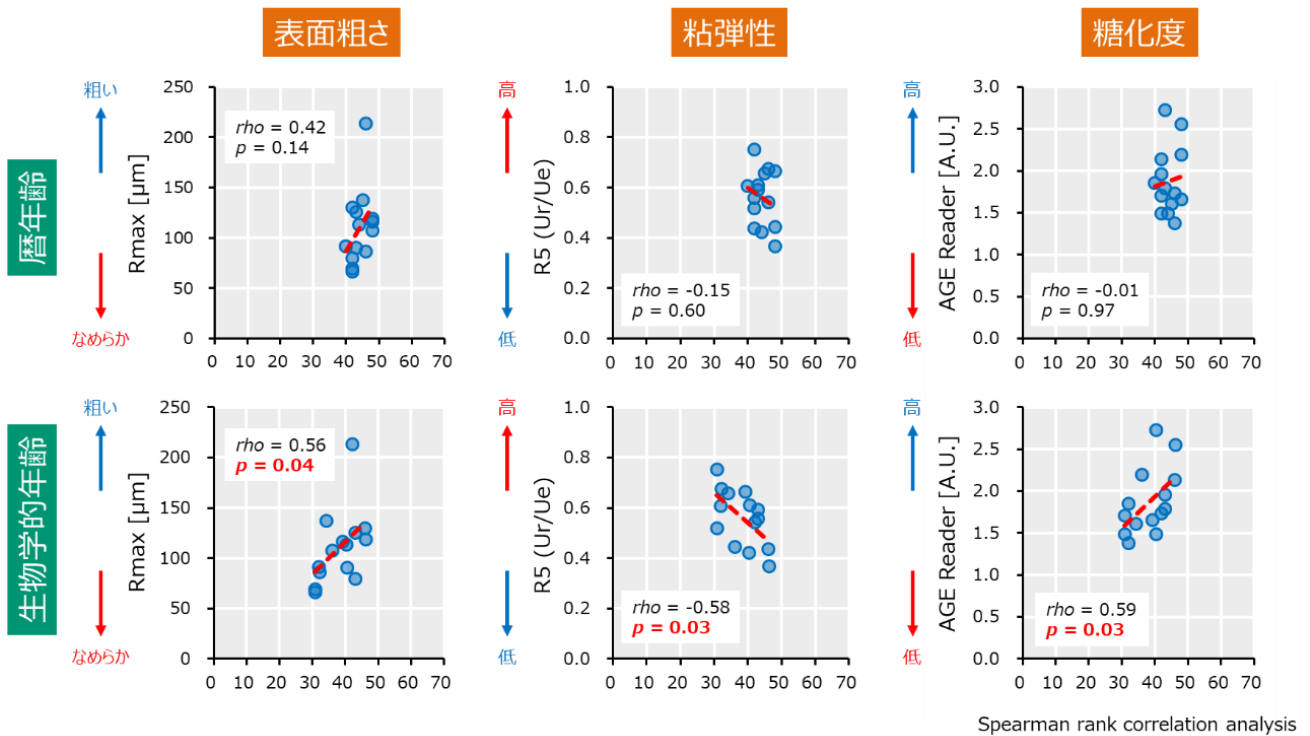 表面粗さ
粘弾性
糖化度
暦年齢
粗い
なめらか
Rmax [µm]
250
200
150
100
50
0
rho = 0.42
p = 0.14
0 10 20 30 40 50 60 70
高
低
R5 (Ur/Ue)
1.0
0.8
0.6
0.4
0.2
0.0
rho = -0.15
p = 0.60
0 10 20 30 40 50 60 70
高
低
AGE Reader [A.U.]
3.0
2.5
2.0
1.5
1.0
0.5
0.0
rho = -0.01
p = 0.97
0 10 20 30 40 50 60 70
生物学的年齢
粗い
なめらか
Rmax [µm]
250
200
150
100
50
0
rho = 0.56
p = 0.04
0 10 20 30 40 50 60 70
高
低
R5 (Ur/Ue)
1.0
0.8
0.6
0.4
0.2
0.0
rho = -0.58
p = 0.03
0 10 20 30 40 50 60 70
高
低
AGE Reader [A.U.]
3.0
2.5
2.0
1.5
1.0
0.5
0.0
rho = 0.59
p = 0.03
0 10 20 30 40 50 60 70
Spearman rank correlation analysis